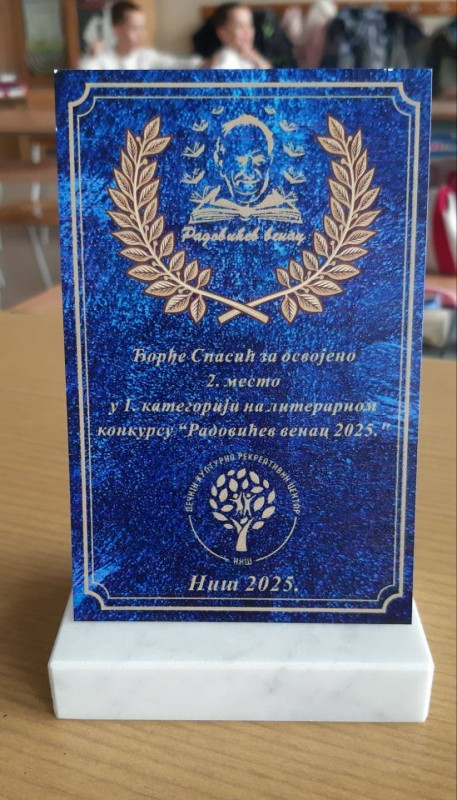 Радовићев венац
Ђорђе Спасић за освојено
2. место
у I. категорији на литерарном
конкурсу “Радовићев венац 2025."
ДЕЧИЈИ КУЛТУРНО РЕКРЕАТИВНИ ЦЕНТАР
НИШ
Ниш 2025.